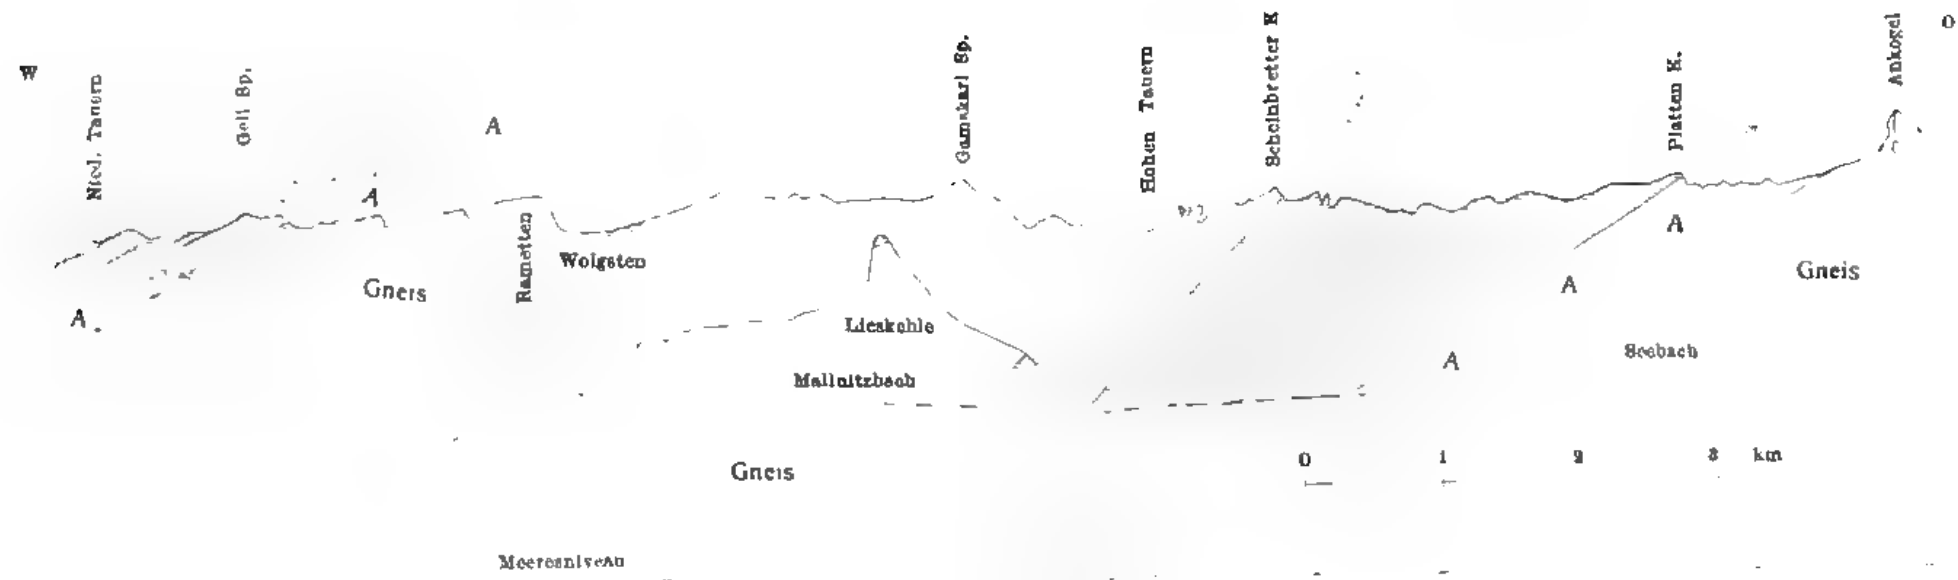 W
O
Nied. Tauern
Geis Sp.
A
A
Gamskarl Sp.
Hohen Tauern
Scheinbretter K
Platten K.
Ankogel
Rametten
Wolgsten
Gneis
A
A
A
Gneis
Lieskehle
Seebach
A
Mallnitzbach
Gneis
0 1 2 3 km
Meeresniveau